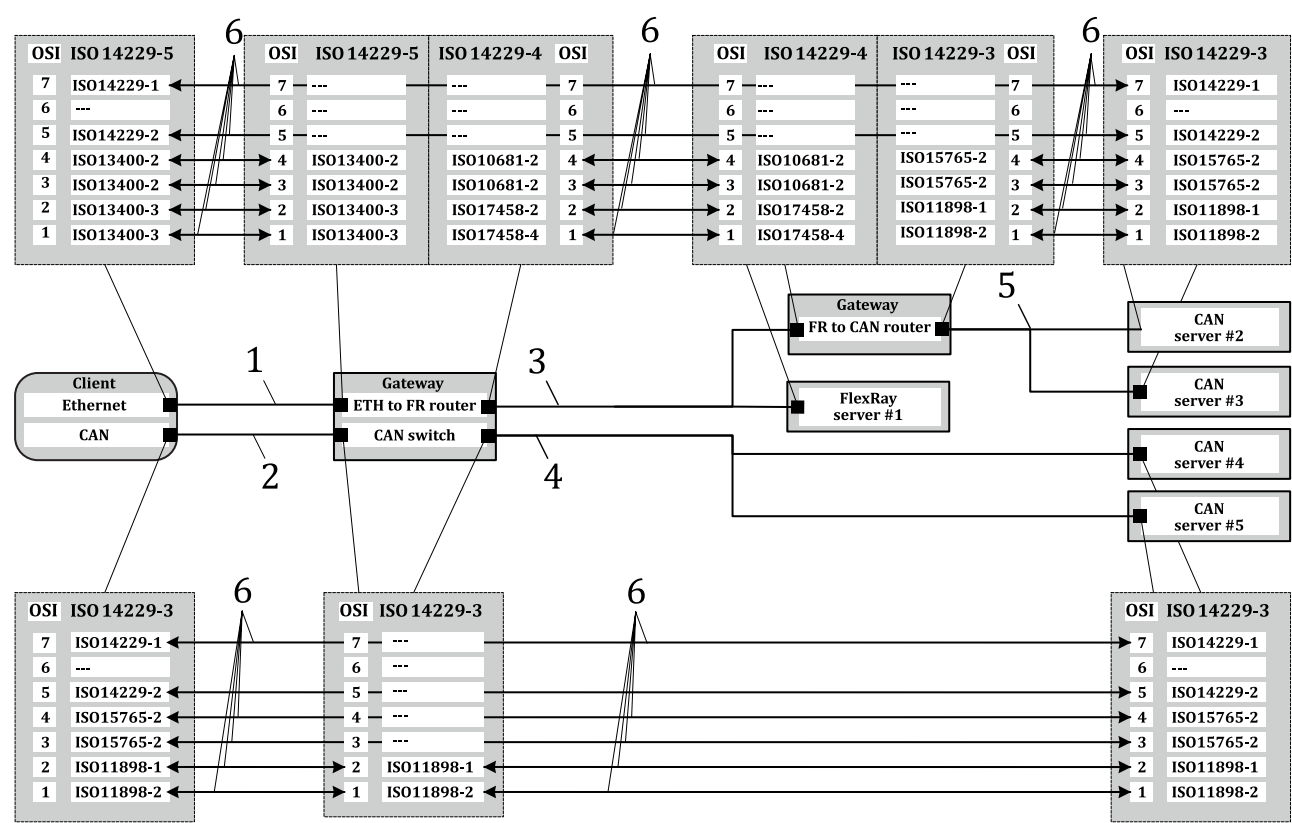 6 6 6
OSI ISO 14229-5 OSI ISO 14229-5 ISO 14229-4 OSI OSI ISO 14229-4 ISO 14229-3 OSI OSI ISO 14229-3
7 ISO14229-1 7 --- --- 7 7 --- --- 7 7 ISO14229-1
6 --- 6 --- --- 6 6 --- --- 6 6 ---
5 ISO14229-2 5 --- --- 5 5 --- --- 5 5 ISO14229-2
4 ISO13400-2 4 ISO13400-2 ISO10681-2 4 4 ISO10681-2 ISO15765-2 4 4 ISO15765-2
3 ISO13400-2 3 ISO13400-2 ISO10681-2 3 3 ISO10681-2 ISO15765-2 3 3 ISO15765-2
2 ISO13400-3 2 ISO13400-3 ISO17458-2 2 2 ISO17458-2 ISO11898-1 2 2 ISO11898-1
1 ISO13400-3 1 ISO13400-3 ISO17458-4 1 1 ISO17458-4 ISO11898-2 1 1 ISO11898-2
5
Gateway
FR to CAN router
CAN
server #2
1 3
Client
Ethernet
CAN
Gateway
ETH to FR router
CAN switch
FlexRay
server #1
CAN
server #3
2 4
CAN
server #4
CAN
server #5
6 6
OSI ISO 14229-3 OSI ISO 14229-3 OSI ISO 14229-3
7 ISO14229-1 7 --- 7 ISO14229-1
6 --- 6 --- 6 ---
5 ISO14229-2 5 --- 5 ISO14229-2
4 ISO15765-2 4 --- 4 ISO15765-2
3 ISO15765-2 3 --- 3 ISO15765-2
2 ISO11898-1 2 ISO11898-1 2 ISO11898-1
1 ISO11898-2 1 ISO11898-2 1 ISO11898-2